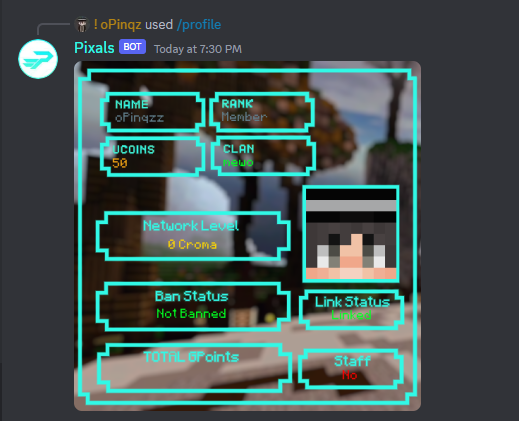 ! oPinqz used /profile
Pixals BOT Today at 7:30 PM
NAME
oPinqzz
RANK
Member
UCOINS
50
CLAN
mewo
Network Level
0 Croma
Ban Status
Not Banned
Link Status
Linked
TOTAL GPoints
Staff
No